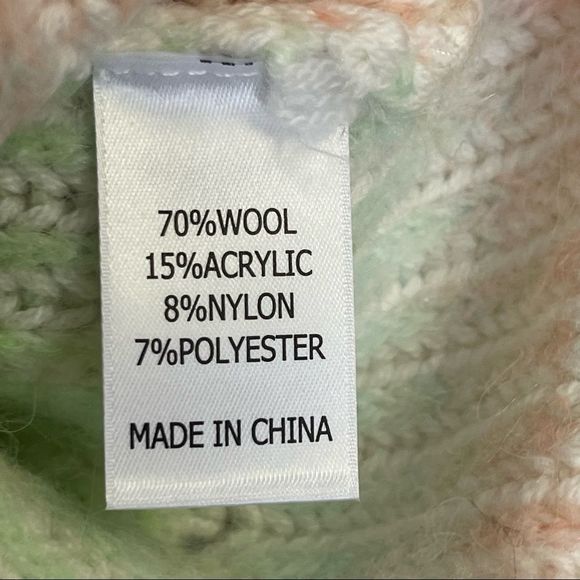 70%WOOL
15%ACRYLIC
8%NYLON
7%POLYESTER
MADE IN CHINA